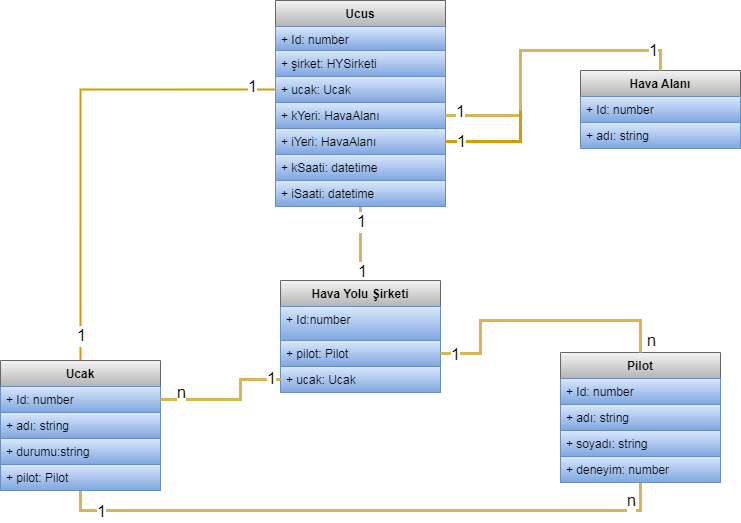 Ucus
+ Id: number
+ şirket: HYSirketi
+ ucak: Ucak
+ kYeri: HavaAlanı
+ iYeri: HavaAlanı
+ kSaati: datetime
+ iSaati: datetime
1
1
1
1
Hava Alanı
+ Id: number
+ adı: string
1
1
Hava Yolu Şirketi
+ Id:number
+ pilot: Pilot
+ ucak: Ucak
1
1
n
1
n
Ucak
+ Id: number
+ adı: string
+ durumu:string
+ pilot: Pilot
Pilot
+ Id: number
+ adı: string
+ soyadı: string
+ deneyim: number
1
n